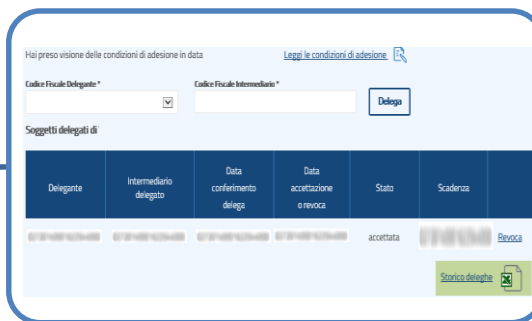 Hai preso visione delle condizioni di adesione in data Leggi le condizioni di adesione
Codice Fiscale Delegante * Codice Fiscale Intermediario *
Delega
Soggetti delegati di
Delegante Intermediario delegato Data conferimento delega Data accettazione o revoca Stato Scadenza
accettata Revoca
Storico deleghe